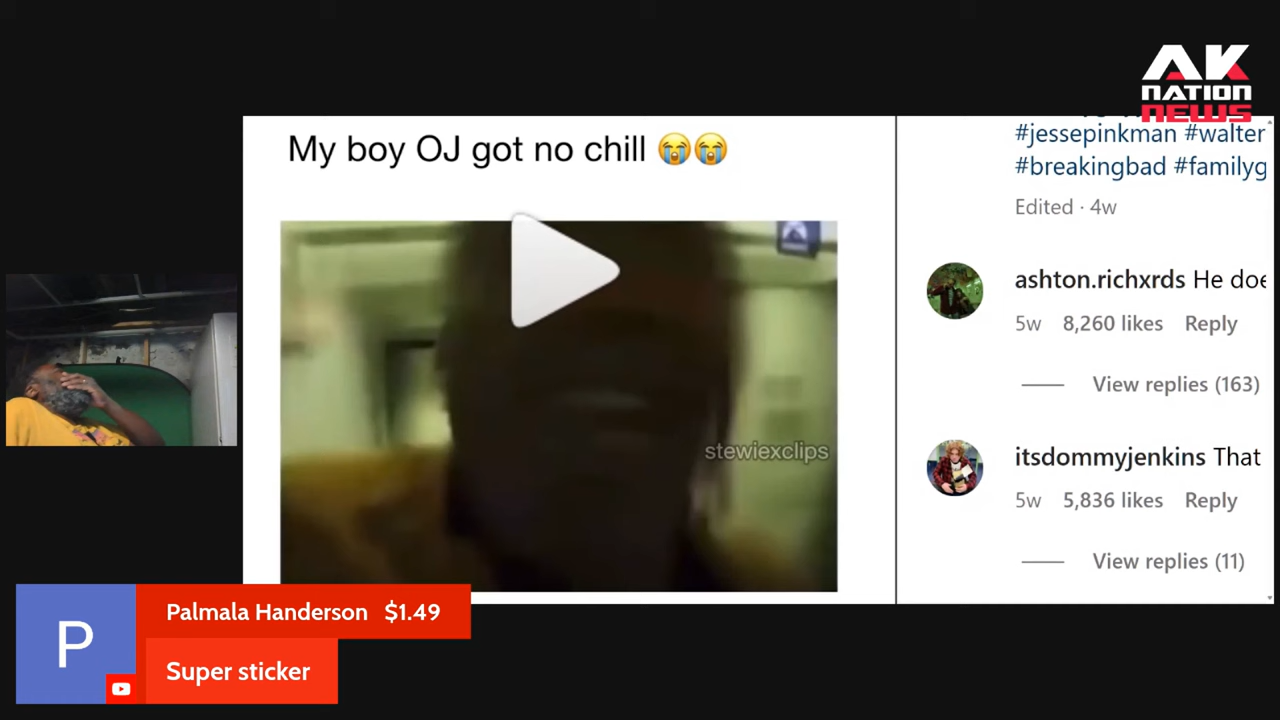 AK
NATION
NEWS
My boy OJ got no chill 😭😭
stewiexclips
#jessepinkman #walter
#breakingbad #familyg
Edited · 4w
ashton.richxrds He doe
5w 8,260 likes Reply
View replies (163)
itsdommyjenkins That
5w 5,836 likes Reply
View replies (11)
P
Palmala Handerson $1.49
Super sticker